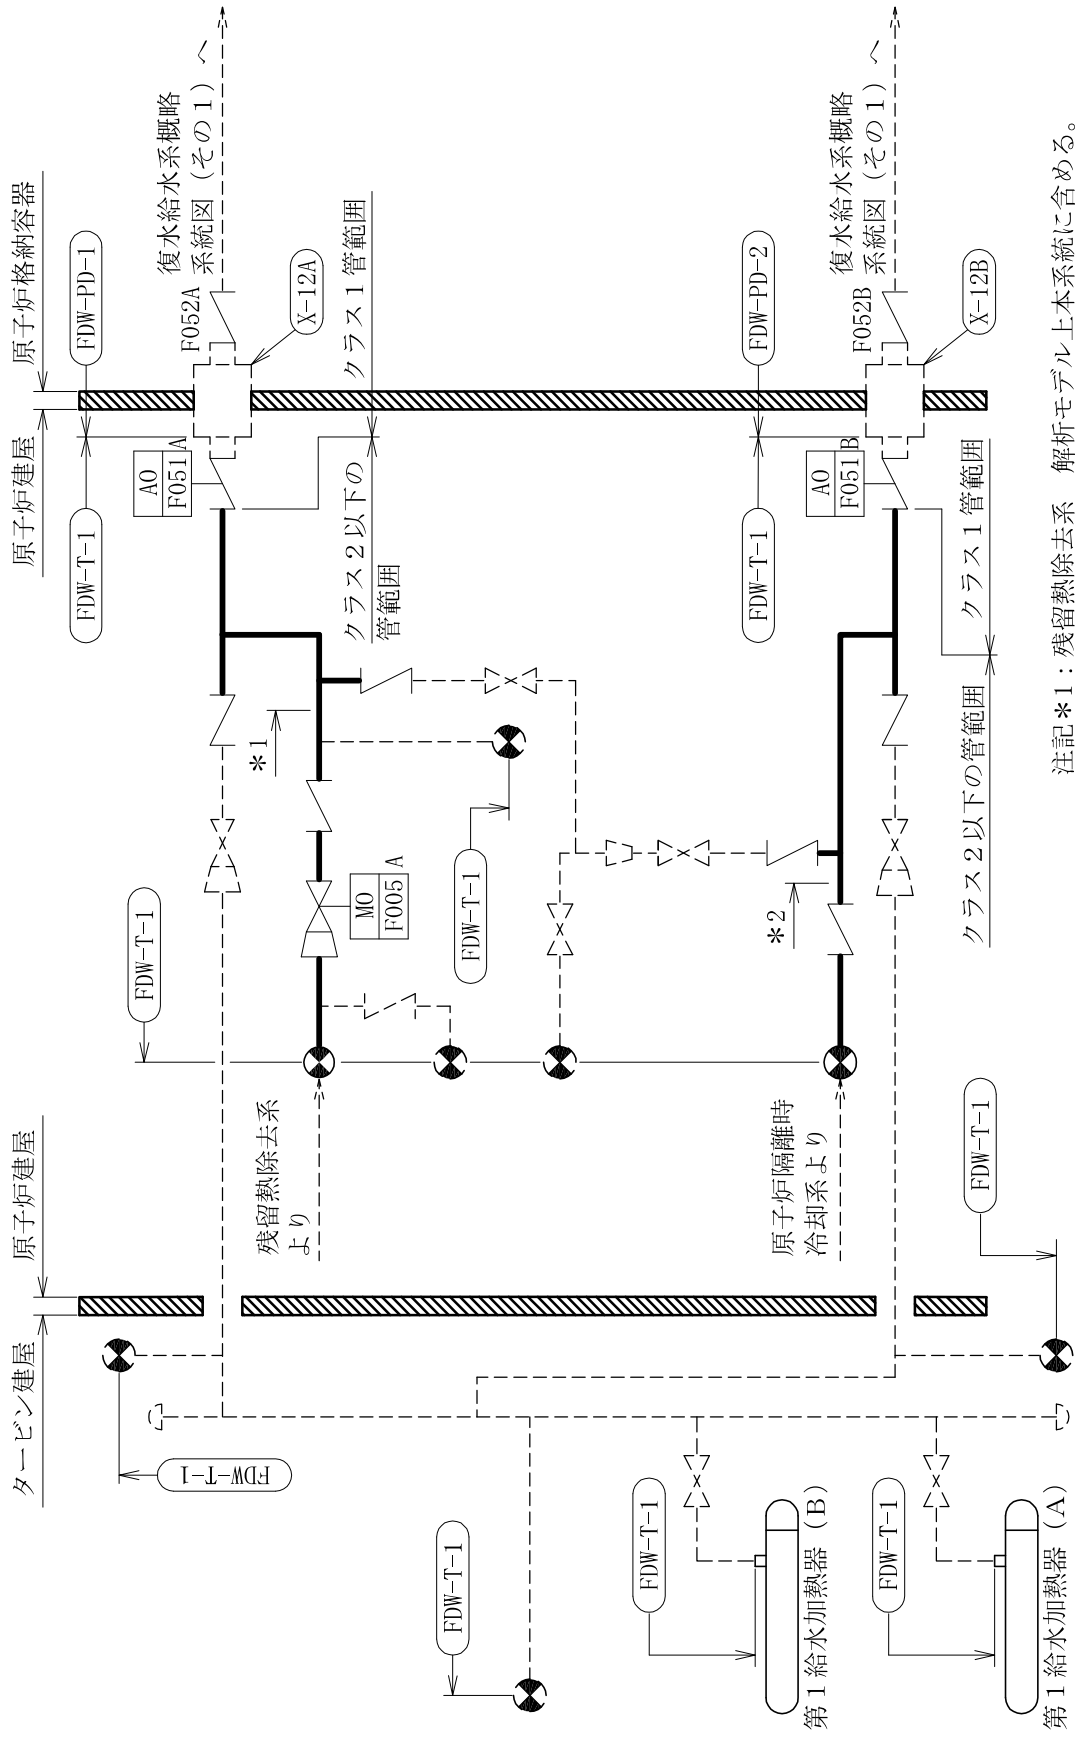 タービン建屋
原子炉建屋
原子炉建屋
原子炉格納容器
FDW-T-1
FDW-T-1
FDW-T-1
FDW-PD-1
AO
F051
A
F052A
復水給水系概略
系統図（その１）へ
X-12A
残留熱除去系
より
*1
MO
F005
A
クラス２以下の
管範囲
クラス１管範囲
FDW-T-1
FDW-T-1
FDW-T-1
第１給水加熱器（B）
原子炉隔離時
冷却系より
*2
FDW-T-1
FDW-PD-2
AO
F051
B
F052B
復水給水系概略
系統図（その１）へ
X-12B
FDW-T-1
第１給水加熱器（A）
FDW-T-1
クラス２以下の管範囲
クラス１管範囲
注記*1：残留熱除去系　解析モデル上本系統に含める。